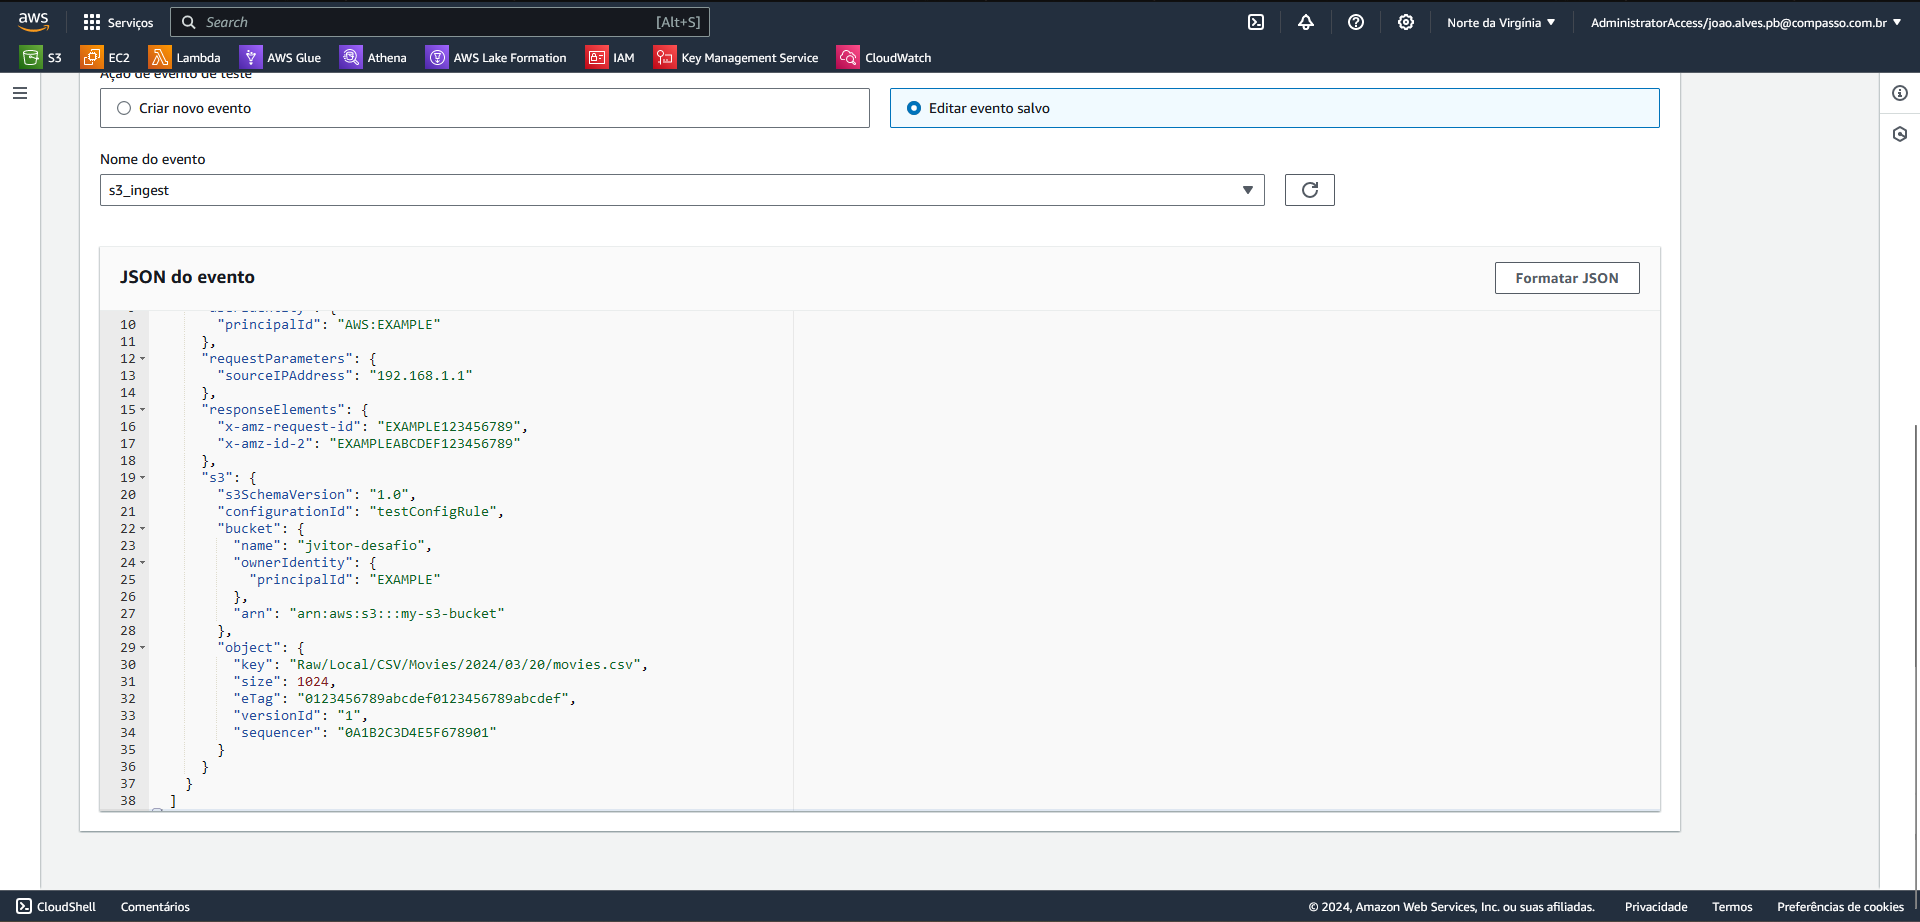 aws Serviços Search [Alt+S] Norte da Virgínia AdministratorAccess/joao.alves.pb@compasso.com.br
S3 EC2 Lambda AWS Glue Athena AWS Lake Formation IAM Key Management Service CloudWatch
Ação de evento de teste
Criar novo evento Editar evento salvo
Nome do evento
s3_ingest
JSON do evento Formatar JSON
10 "principalId": "AWS:EXAMPLE"
11 },
12 "requestParameters": {
13 "sourceIPAddress": "192.168.1.1"
14 },
15 "responseElements": {
16 "x-amz-request-id": "EXAMPLE123456789",
17 "x-amz-id-2": "EXAMPLEABCDEF123456789"
18 },
19 "s3": {
20 "s3SchemaVersion": "1.0",
21 "configurationId": "testConfigRule",
22 "bucket": {
23 "name": "jvitor-desafio",
24 "ownerIdentity": {
25 "principalId": "EXAMPLE"
26 },
27 "arn": "arn:aws:s3:::my-s3-bucket"
28 },
29 "object": {
30 "key": "Raw/Local/CSV/Movies/2024/03/20/movies.csv",
31 "size": 1024,
32 "eTag": "0123456789abcdef0123456789abcdef",
33 "versionId": "1",
34 "sequencer": "0A1B2C3D4E5F678901"
35 }
36 }
37 }
38 ]
CloudShell Comentários © 2024, Amazon Web Services, Inc. ou suas afiliadas. Privacidade Termos Preferências de cookies